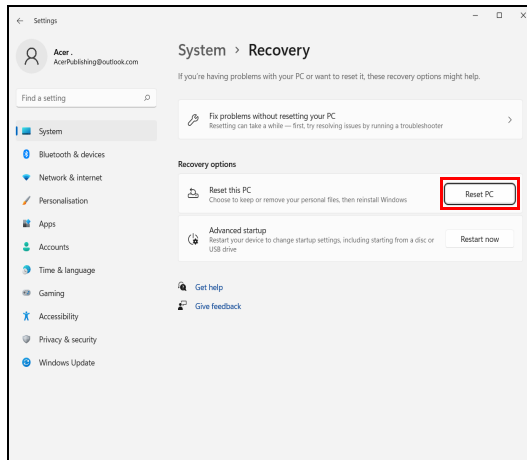 Settings
Acer .
AcerPublishing@outlook.com
Find a setting
System
Bluetooth & devices
Network & internet
Personalisation
Apps
Accounts
Time & language
Gaming
Accessibility
Privacy & security
Windows Update
System > Recovery
If you're having problems with your PC or want to reset it, these recovery options might help.
Fix problems without resetting your PC
Resetting can take a while — first, try resolving issues by running a troubleshooter
Recovery options
Reset this PC
Choose to keep or remove your personal files, then reinstall Windows
Reset PC
Advanced startup
Restart your device to change startup settings, including starting from a disc or
USB drive
Restart now
Get help
Give feedback